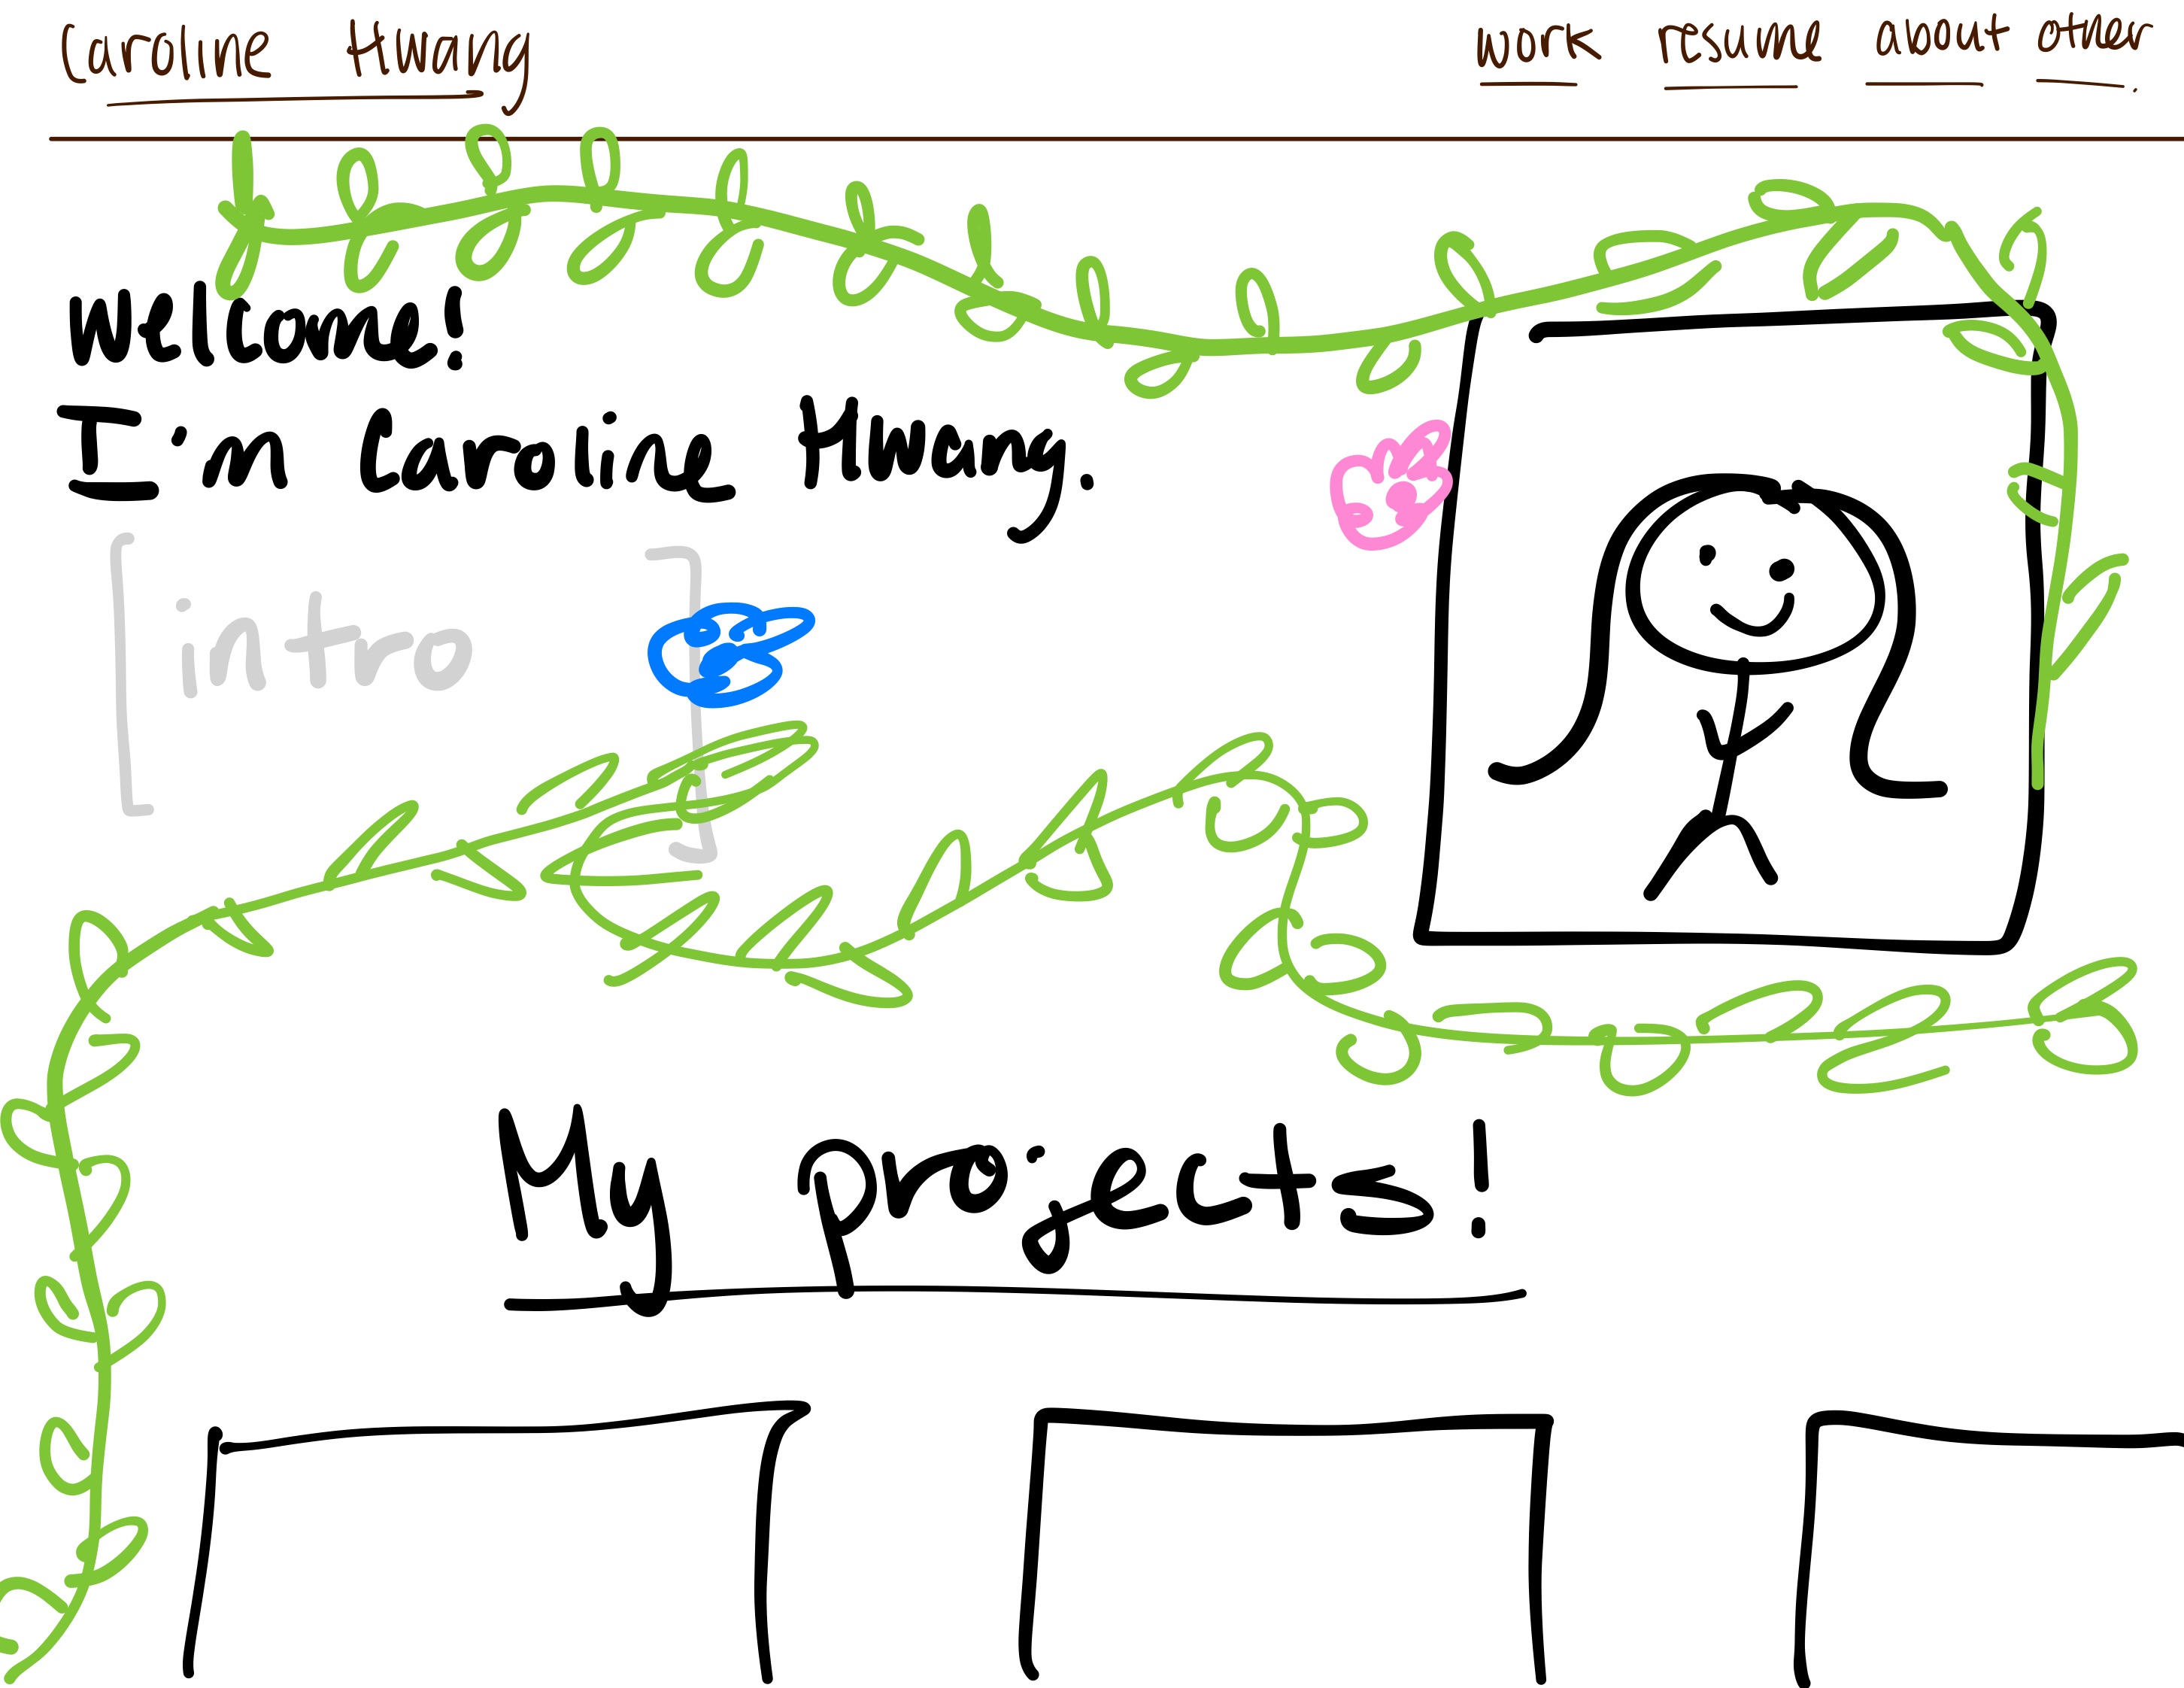 Caroline Hwang work resume about other
Welcome!
I'm Caroline Hwang.
[intro]
My projects!